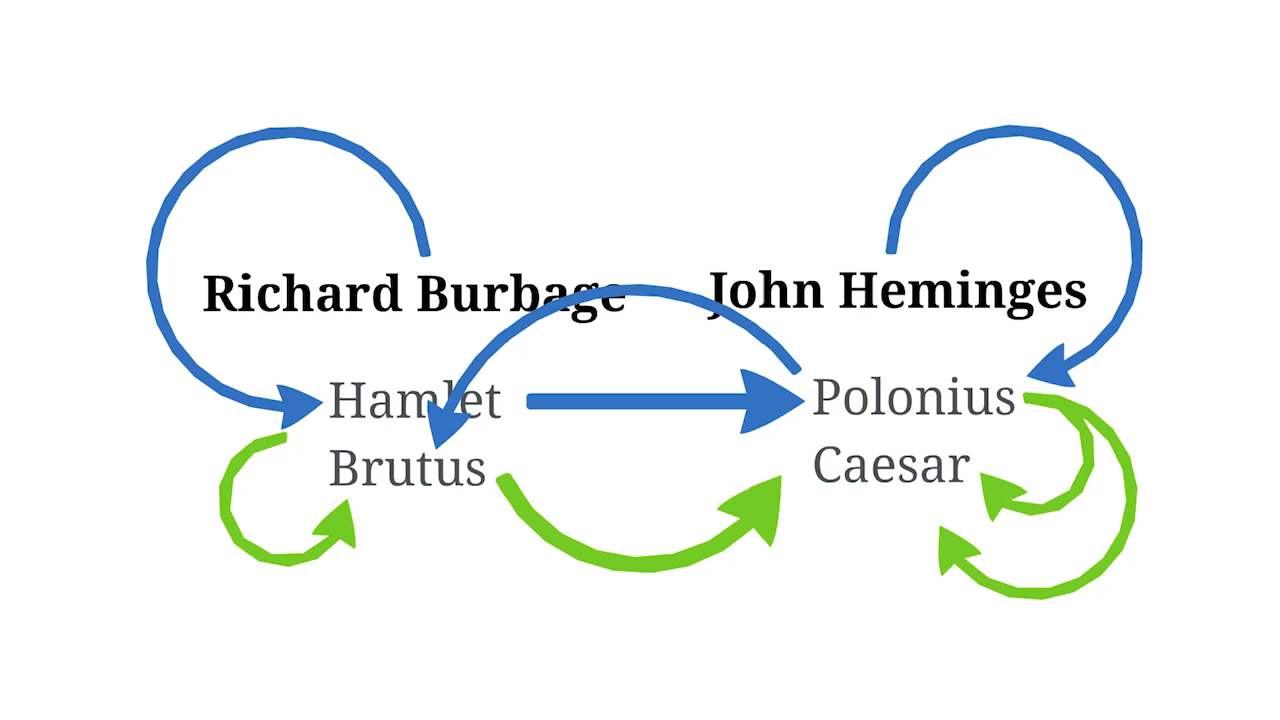 Richard Burbage
Hamlet
Brutus
John Heminges
Polonius
Caesar